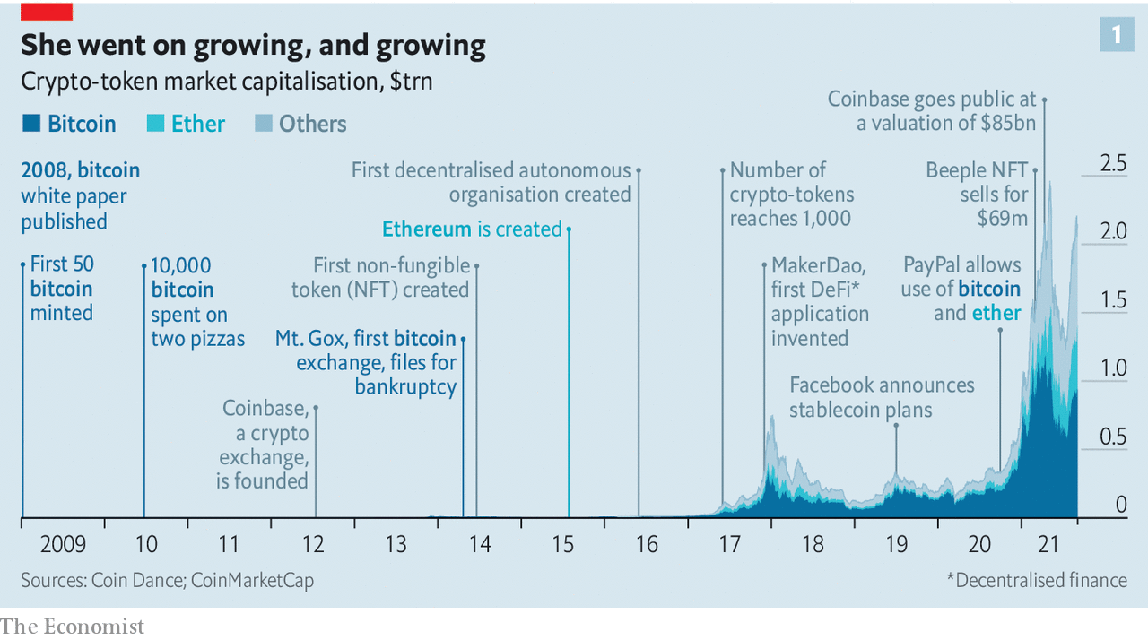 She went on growing, and growing
Crypto-token market capitalisation, $trn
1
Bitcoin
Ether
Others
2008, bitcoin
white paper
published
First 50
bitcoin
minted
10,000
bitcoin
spent on
two pizzas
Coinbase,
a crypto
exchange,
is founded
Mt. Gox, first bitcoin
exchange, files for
bankruptcy
First non-fungible
token (NFT) created
Ethereum is created
First decentralised autonomous
organisation created
Number of
crypto-tokens
reaches 1,000
MakerDao,
first DeFi*
application
invented
Facebook announces
stablecoin plans
PayPal allows
use of bitcoin
and ether
Beeple NFT
sells for
$69m
Coinbase goes public at
a valuation of $85bn
2.5
2.0
1.5
1.0
0.5
0
2009 10 11 12 13 14 15 16 17 18 19 20 21
Sources: Coin Dance; CoinMarketCap
*Decentralised finance
The Economist